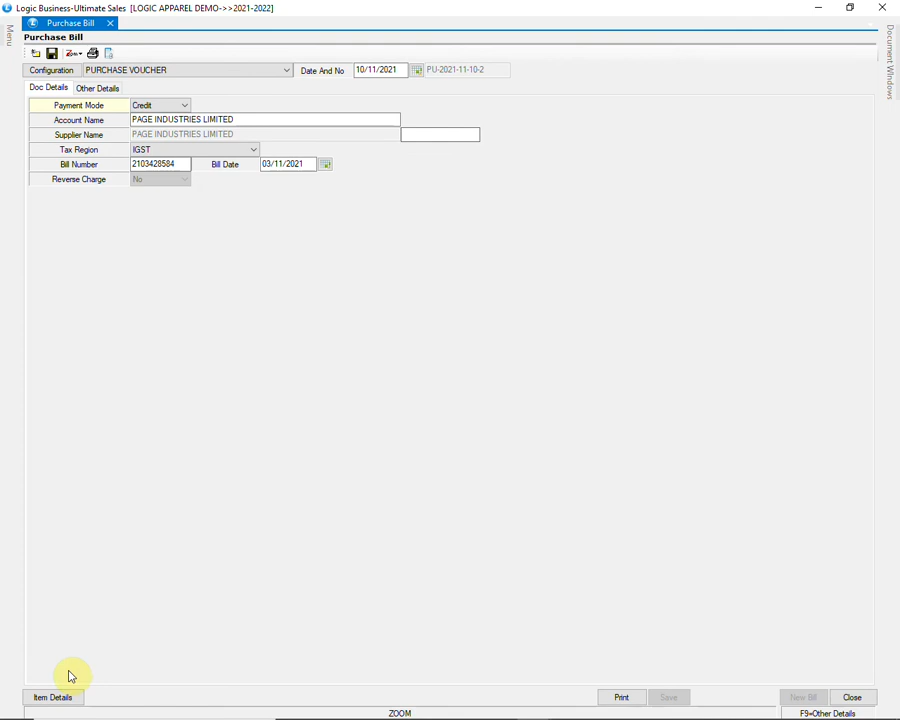 Logic Business-Ultimate Sales [LOGIC APPAREL DEMO->>2021-2022]
Menu
Purchase Bill
Document Windows
Purchase Bill
Zoom
Configuration PURCHASE VOUCHER Date And No 10/11/2021 PU-2021-11-10-2
Doc Details Other Details
Payment Mode Credit
Account Name PAGE INDUSTRIES LIMITED
Supplier Name PAGE INDUSTRIES LIMITED
Tax Region IGST
Bill Number 2103428584 Bill Date 03/11/2021
Reverse Charge No
Item Details Print Save New Bill Close
ZOOM F9=Other Details